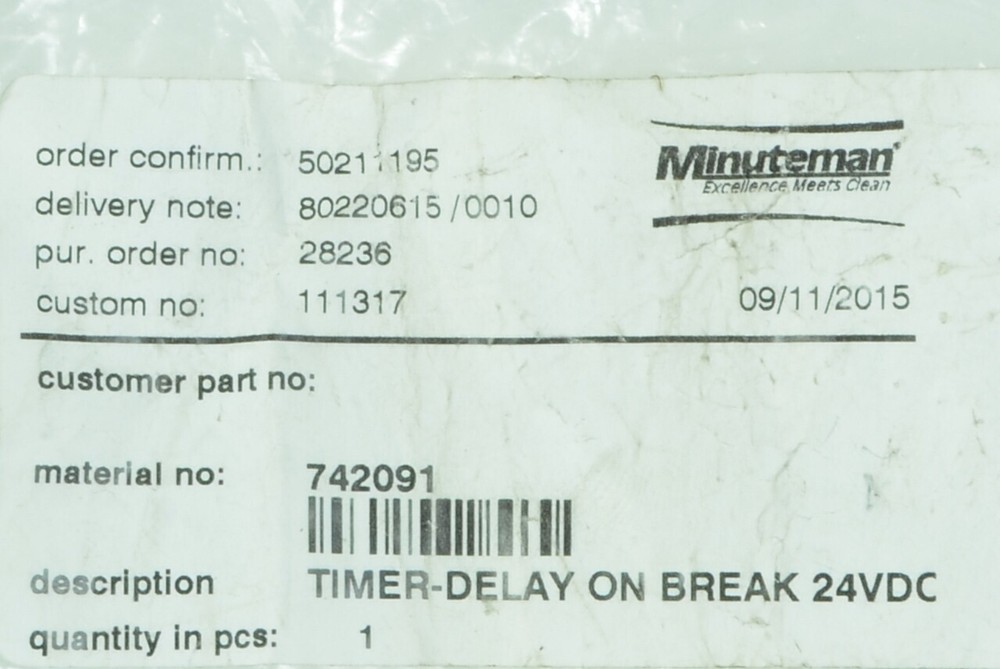 order confirm.: 50211195
Minuteman
Excellence Meets Clean
delivery note: 80220615/0010
pur. order no: 28236
custom no: 111317
09/11/2015
customer part no:
material no: 742091
description TIMER-DELAY ON BREAK 24VDC
quantity in pcs: 1